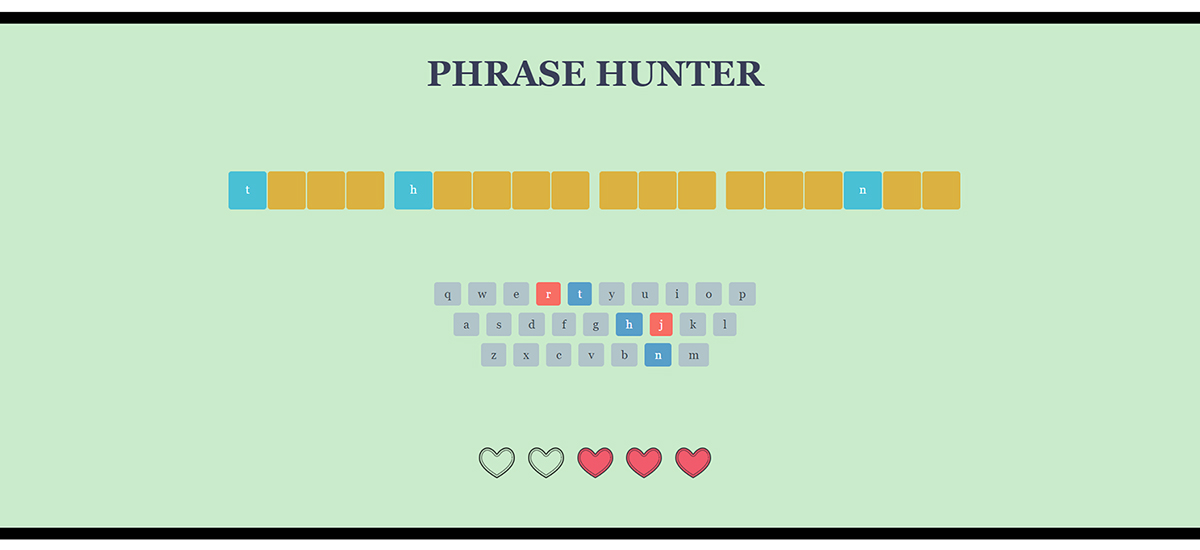 PHRASE HUNTER
t h n
q w e r t y u i o p
a s d f g h j k l
z x c v b n m